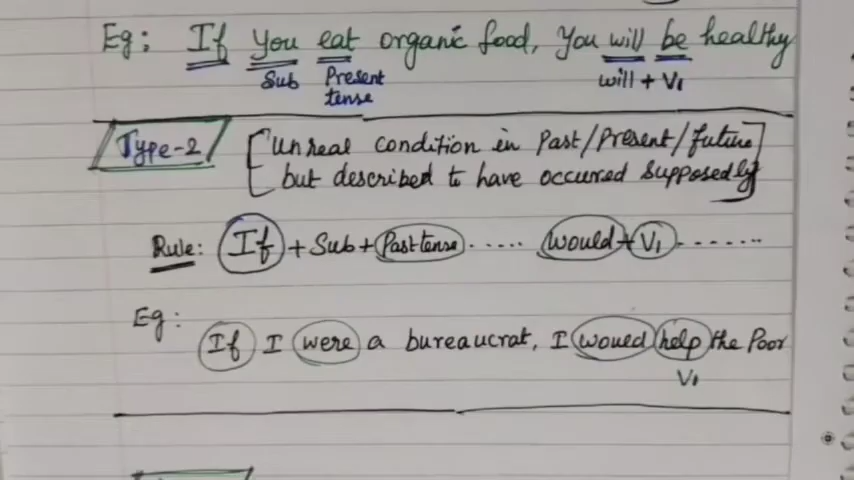 Eg: If you eat organic food, you will be healthy
Sub Present will + V1
tense
Type-2 [Unreal condition in Past/Present/future]
but described to have occured supposedly
Rule: If + Sub + Past tense ...... would + V1 .......
Eg:
If I were a bureaucrat, I would help the Poor
V1